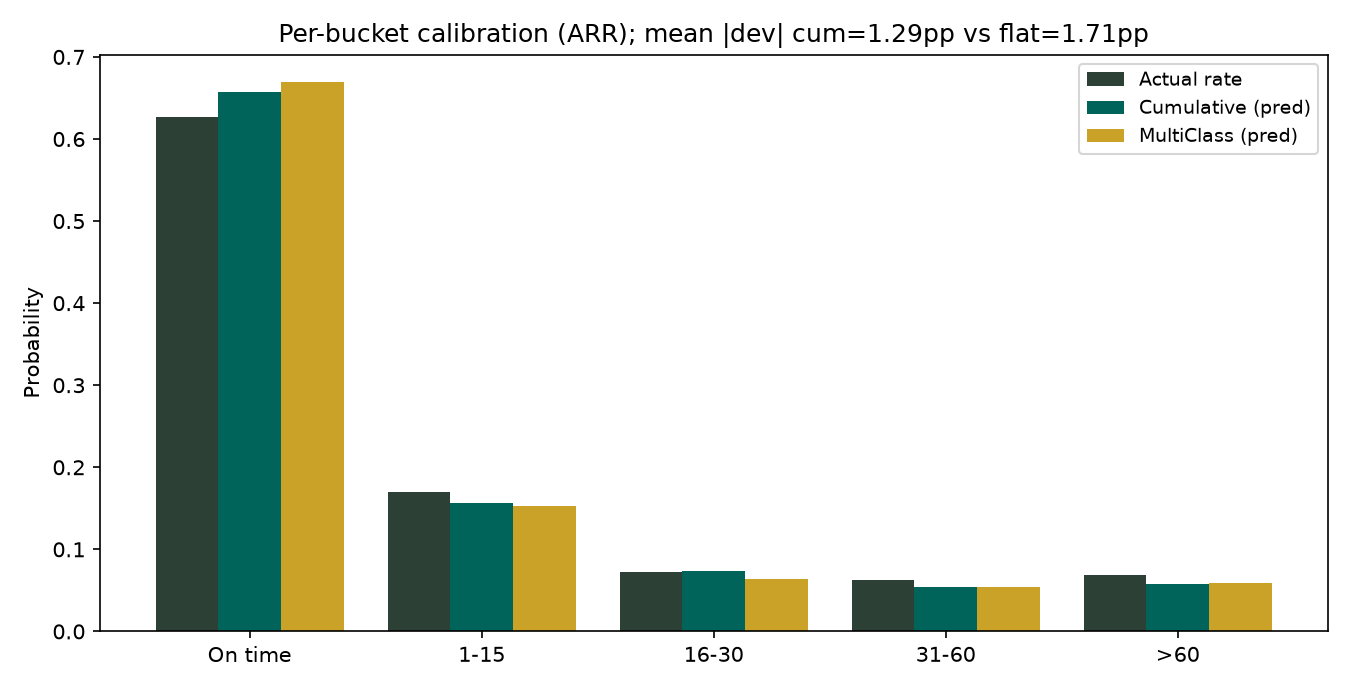 Per-bucket calibration (ARR); mean |dev| cum=1.29pp vs flat=1.71pp
Actual rate
Cumulative (pred)
MultiClass (pred)
Probability
0.7
0.6
0.5
0.4
0.3
0.2
0.1
0.0
On time 1-15 16-30 31-60 >60